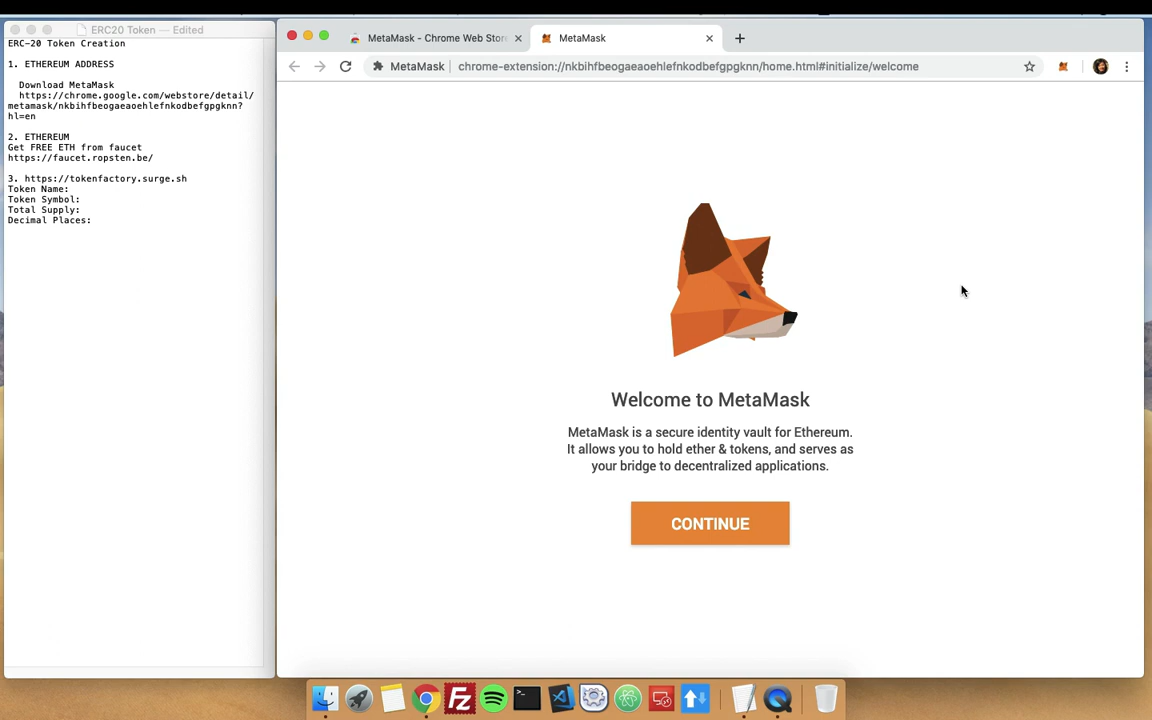 ERC20 Token — Edited
ERC-20 Token Creation
1. ETHEREUM ADDRESS
Download MetaMask
https://chrome.google.com/webstore/detail/
metamask/nkbihfbeogaeaoehlefnkodbefgpgknn?
hl=en
2. ETHEREUM
Get FREE ETH from faucet
https://faucet.ropsten.be/
3. https://tokenfactory.surge.sh
Token Name:
Token Symbol:
Total Supply:
Decimal Places:
MetaMask - Chrome Web Stor
MetaMask
MetaMask
chrome-extension://nkbihfbeogaeaoehlefnkodbefgpgknn/home.html#initialize/welcome
Welcome to MetaMask
MetaMask is a secure identity vault for Ethereum.
It allows you to hold ether & tokens, and serves as
your bridge to decentralized applications.
CONTINUE